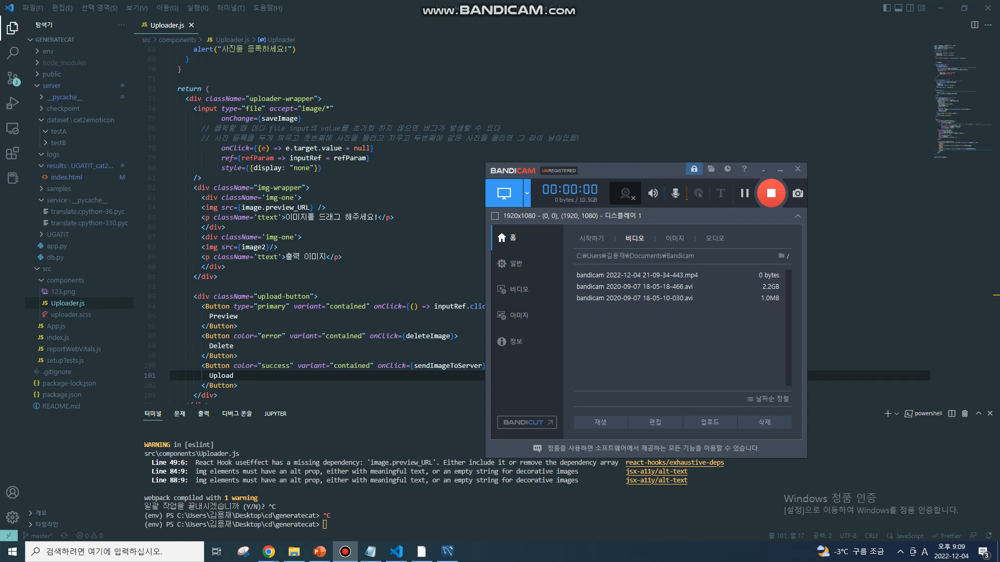 파일(F) 편집(E) 선택 영역(S) 보기(V) 이동(G) 실행(R) 터미널(T) 도움말(H)
www.BANDICAM.com
탐색기
GENERATECAT
env
node_modules
public
server
__pycache__
checkpoint
dataset\cat2emoticon
testA
testB
logs
results\UGATIT_cat2...
index.html M
samples
service\__pycache__
translate.cpython-36.pyc
translate.cpython-310.pyc
UGATIT
app.py
db.py
src
components
123.png
JS Uploader.js
uploader.scss
JS App.js
JS index.js
JS reportWebVitals.js
JS setupTests.js
.gitignore
{} package-lock.json
{} package.json
README.md
개요
타임라인
JS Uploader.js
src > components > JS Uploader.js > Uploader
68 alert("사진을 등록하세요!")
69 }
70 }
71
72 return (
73 <div className="uploader-wrapper">
74 <input type="file" accept="image/*"
75 onChange={saveImage}
76 // 클릭할 때 마다 file input의 value를 초기화 하지 않으면 버그가 발생할 수 있다
77 // 사진 등록을 두개 띄우고 첫번째에 사진을 올리고 지우고 두번째에 같은 사진을 올리면 그 값이 남아있음!
78 onClick={(e) => e.target.value = null}
79 ref={refParam => inputRef = refParam}
80 style={{display: "none"}}
81 />
82 <div className="img-wrapper">
83 <div className='img-one'>
84 <img src={image.preview_URL} />
85 <p className='ttext'>이미지를 드래그 해주세요!</p>
86 </div>
87 <div className='img-one'>
88 <img src={image2}/>
89 <p className='ttext'>출력 이미지</p>
90 </div>
91 </div>
92
93 <div className="upload-button">
94 <Button type="primary" variant="contained" onClick={() => inputRef.clic
95 Preview
96 </Button>
97 <Button color="error" variant="contained" onClick={deleteImage}>
98 Delete
99 </Button>
100 <Button color="success" variant="contained" onClick={sendImageToServer}
101 Upload
102 </Button>
103 </div>
BANDICAM UNREGISTERED
00:00:00
0 bytes / 10.5GB
1920x1080 - (0, 0), (1920, 1080) - 디스플레이 1
홈
일반
비디오
이미지
정보
BANDICUT
시작하기 | 비디오 | 이미지 | 오디오
C:₩Users₩김용재₩Documents₩Bandicam
bandicam 2022-12-04 21-09-34-443.mp4 0 bytes
bandicam 2020-09-07 18-05-18-466.avi 2.2GB
bandicam 2020-09-07 18-05-10-030.avi 1.0MB
날짜순 정렬
재생 편집 업로드 삭제
정품을 사용하면 소프트웨어에서 제공하는 모든 기능을 이용할 수 있습니다.
터미널 문제 출력 디버그 콘솔 JUPYTER
powershell
WARNING in [eslint]
src\components\Uploader.js
Line 49:6: React Hook useEffect has a missing dependency: 'image.preview_URL'. Either include it or remove the dependency array react-hooks/exhaustive-deps
Line 84:9: img elements must have an alt prop, either with meaningful text, or an empty string for decorative images jsx-a11y/alt-text
Line 88:9: img elements must have an alt prop, either with meaningful text, or an empty string for decorative images jsx-a11y/alt-text
webpack compiled with 1 warning
일괄 작업을 끝내시겠습니까 (Y/N)? ^C
(env) PS C:\Users\김용재\Desktop\cd\generatecat> ^C
(env) PS C:\Users\김용재\Desktop\cd\generatecat>
Windows 정품 인증
[설정]으로 이동하여 Windows를 정품 인증합니다.
master* 0 0
줄 101, 열 17 공백: 2 UTF-8 CRLF {} JavaScript Prettier
검색하려면 여기에 입력하십시오.
-3°C 구름 조금
A
오후 9:09
2022-12-04
3